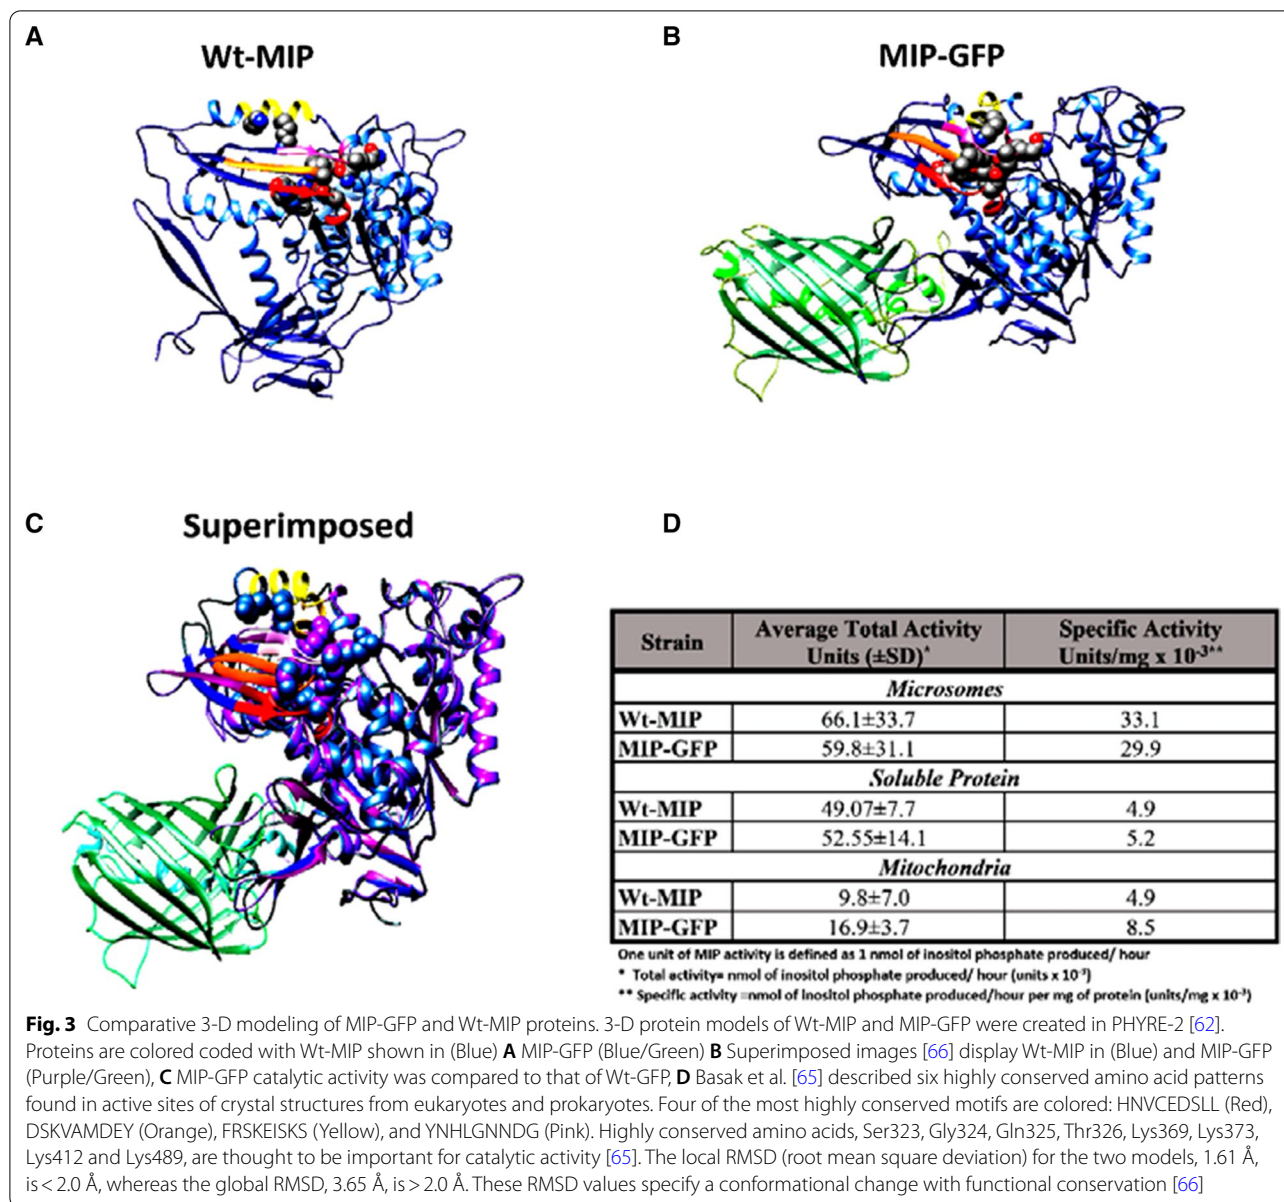 A
Wt-MIP
B
MIP-GFP
C
Superimposed
D
Strain
Average Total Activity
Units (±SD)*
Specific Activity
Units/mg x 10-3**
Microsomes
Wt-MIP 66.1±33.7 33.1
MIP-GFP 59.8±31.1 29.9
Soluble Protein
Wt-MIP 49.07±7.7 4.9
MIP-GFP 52.55±14.1 5.2
Mitochondria
Wt-MIP 9.8±7.0 4.9
MIP-GFP 16.9±3.7 8.5
One unit of MIP activity is defined as 1 nmol of inositol phosphate produced/ hour
* Total activity= nmol of inositol phosphate produced/ hour (units x 10-3)
** Specific activity =nmol of inositol phosphate produced/hour per mg of protein (units/mg x 10-3)
Fig. 3 Comparative 3-D modeling of MIP-GFP and Wt-MIP proteins. 3-D protein models of Wt-MIP and MIP-GFP were created in PHYRE-2 [62].
Proteins are colored coded with Wt-MIP shown in (Blue) A MIP-GFP (Blue/Green) B Superimposed images [66] display Wt-MIP in (Blue) and MIP-GFP
(Purple/Green), C MIP-GFP catalytic activity was compared to that of Wt-GFP, D Basak et al. [65] described six highly conserved amino acid patterns
found in active sites of crystal structures from eukaryotes and prokaryotes. Four of the most highly conserved motifs are colored: HNVCEDSLL (Red),
DSKVAMDEY (Orange), FRSKEISKS (Yellow), and YNHLGNNDG (Pink). Highly conserved amino acids, Ser323, Gly324, Gln325, Thr326, Lys369, Lys373,
Lys412 and Lys489, are thought to be important for catalytic activity [65]. The local RMSD (root mean square deviation) for the two models, 1.61 Å,
is < 2.0 Å, whereas the global RMSD, 3.65 Å, is > 2.0 Å. These RMSD values specify a conformational change with functional conservation [66]